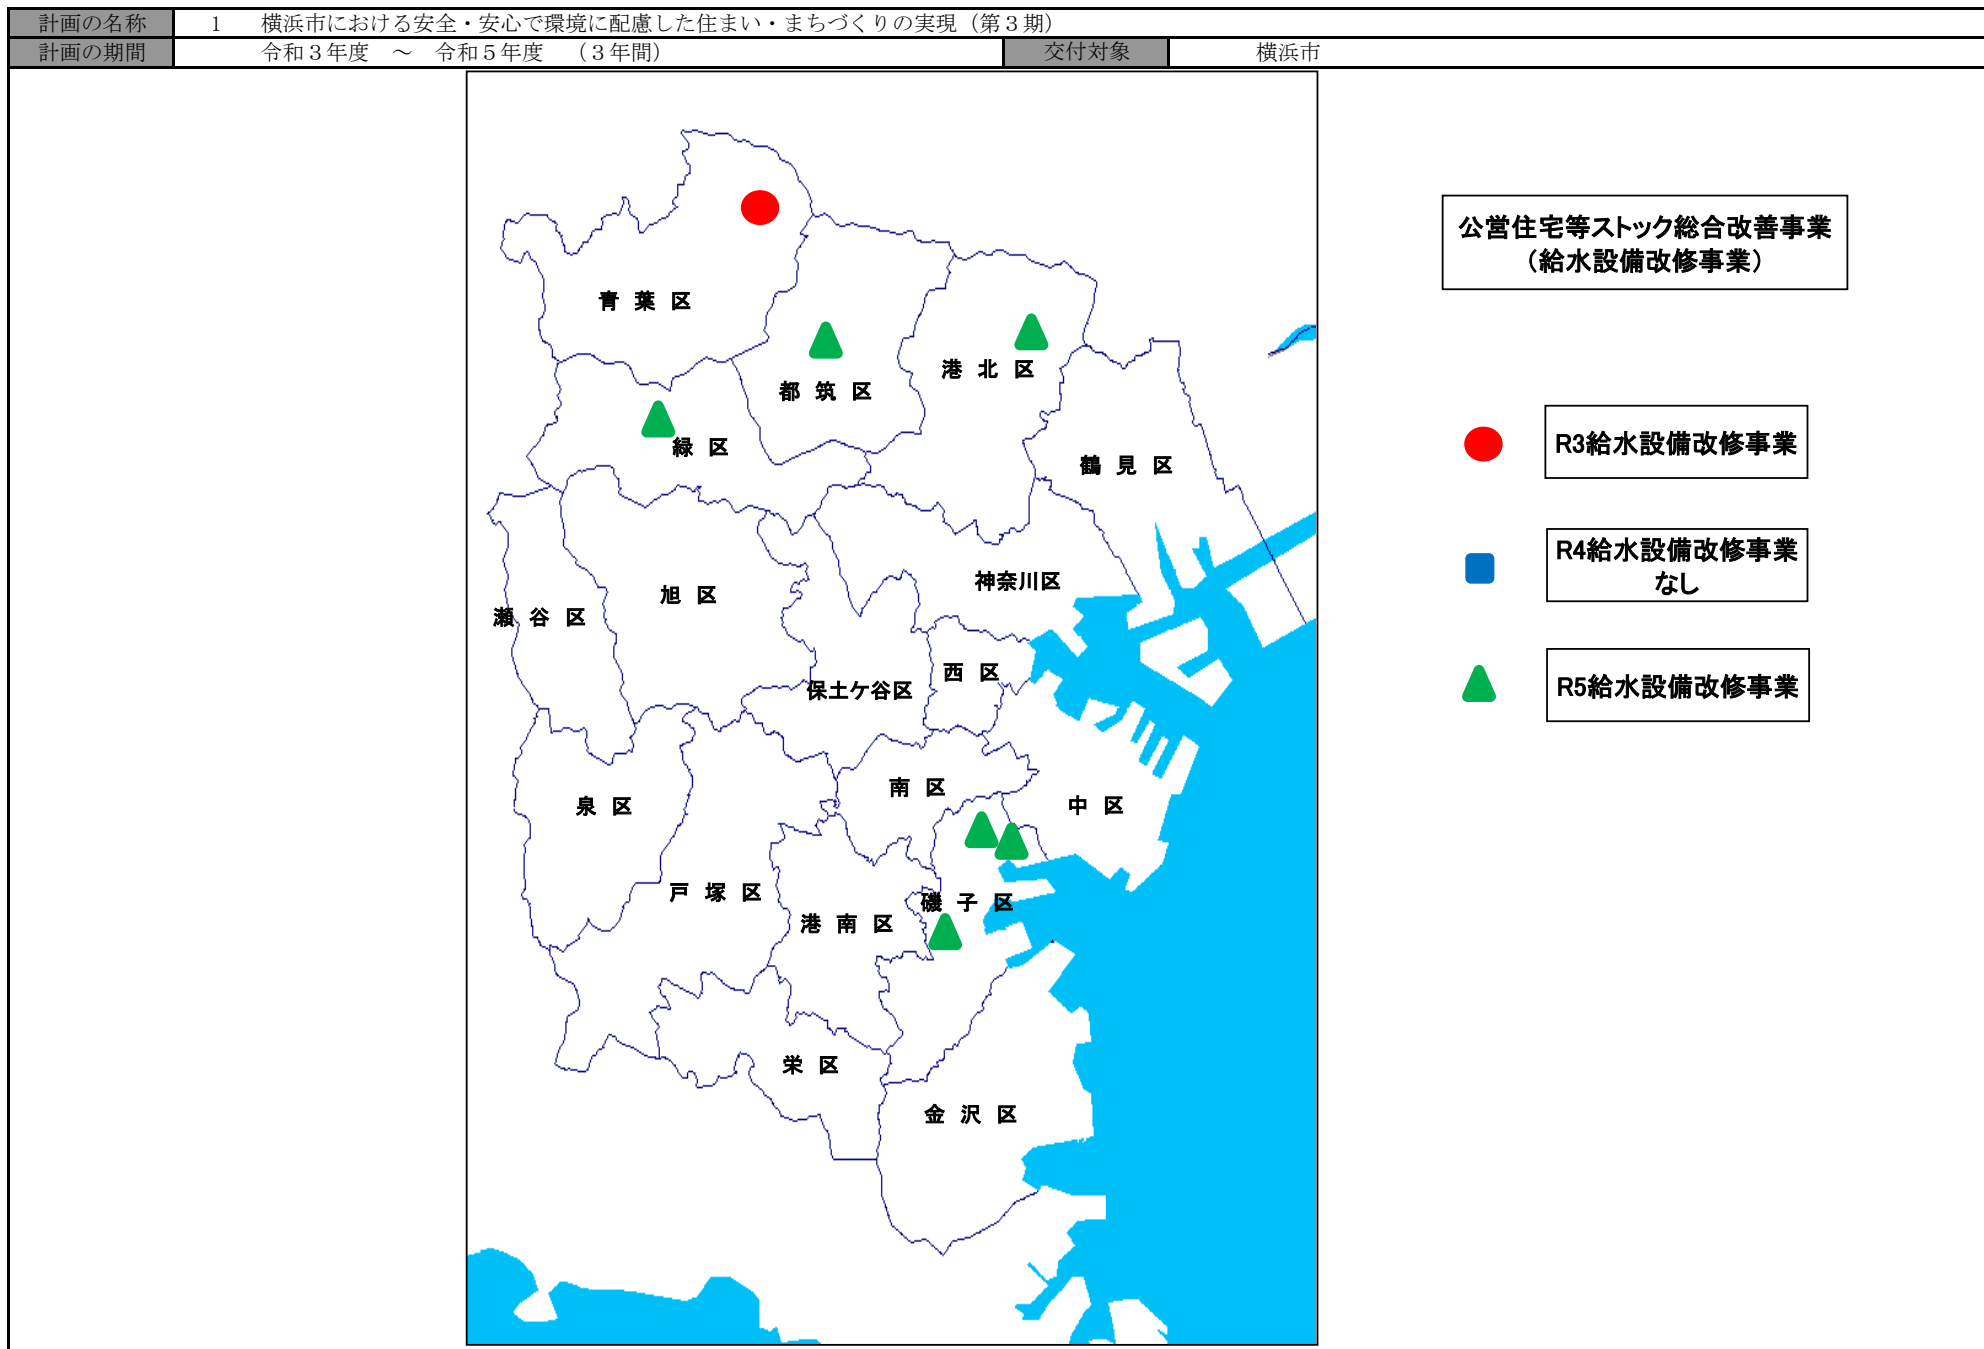 計画の名称 1 横浜市における安全・安心で環境に配慮した住まい・まちづくりの実現（第３期）
計画の期間 令和３年度 ～ 令和５年度 （３年間） 交付対象 横浜市
公営住宅等ストック総合改善事業
（給水設備改修事業）
青葉区
都筑区
港北区
緑区
鶴見区
R3給水設備改修事業
R4給水設備改修事業
なし
R5給水設備改修事業
神奈川区
旭区
瀬谷区
保土ケ谷区
西区
南区
泉区
中区
戸塚区
港南区
磯子区
栄区
金沢区